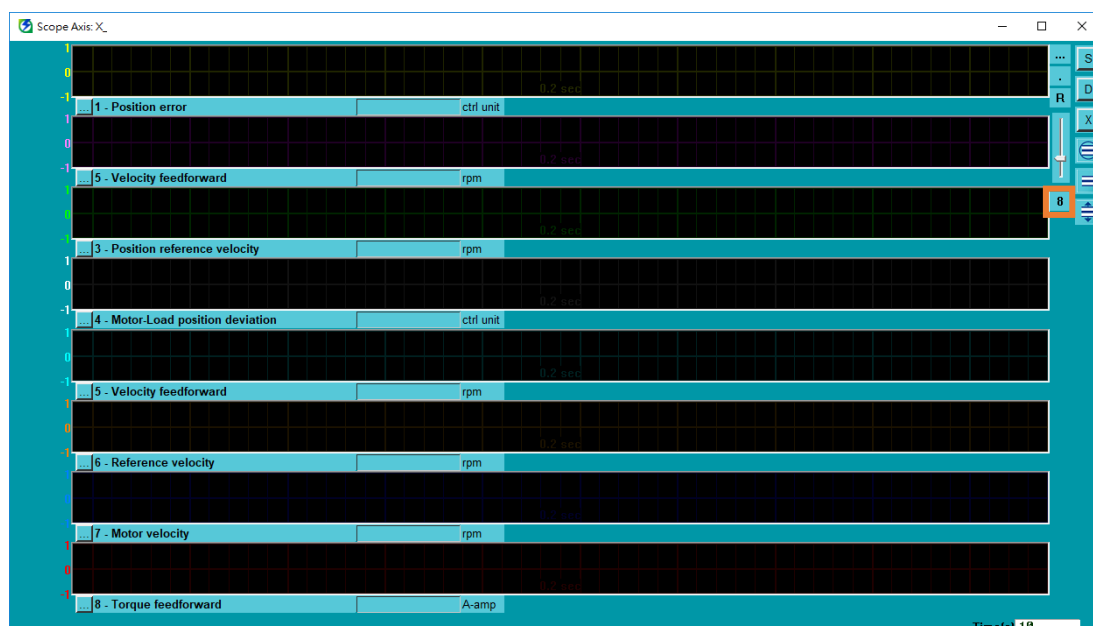 Scope Axis: X_
1
0
-1
0.2 sec
... 1 - Position error ctrl unit
1
0
-1
0.2 sec
... 5 - Velocity feedforward rpm
1
0
-1
0.2 sec
... 3 - Position reference velocity rpm
1
0
-1
0.2 sec
... 4 - Motor-Load position deviation ctrl unit
1
0
-1
0.2 sec
... 5 - Velocity feedforward rpm
1
0
-1
0.2 sec
... 6 - Reference velocity rpm
... 7 - Motor velocity rpm
1
0
-1
0.2 sec
... 8 - Torque feedforward A-amp
...
.
R
8
S
D
X